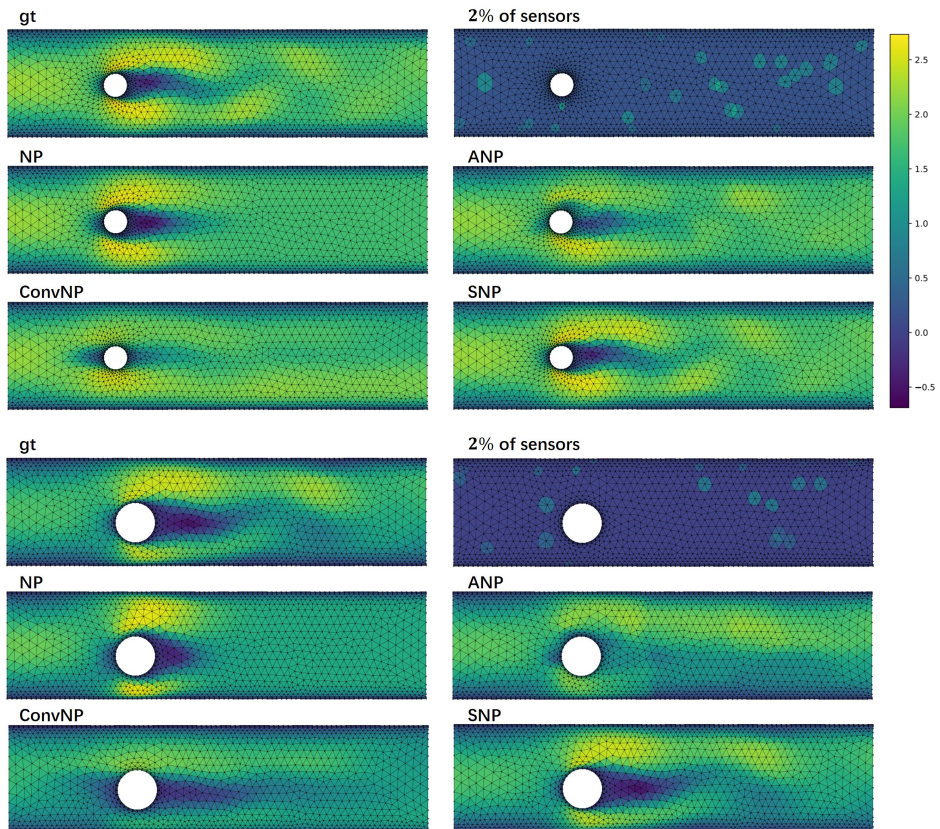 gt
2% of sensors
NP
ANP
ConvNP
SNP
2.5
2.0
1.5
1.0
0.5
0.0
−0.5
gt
2% of sensors
NP
ANP
ConvNP
SNP